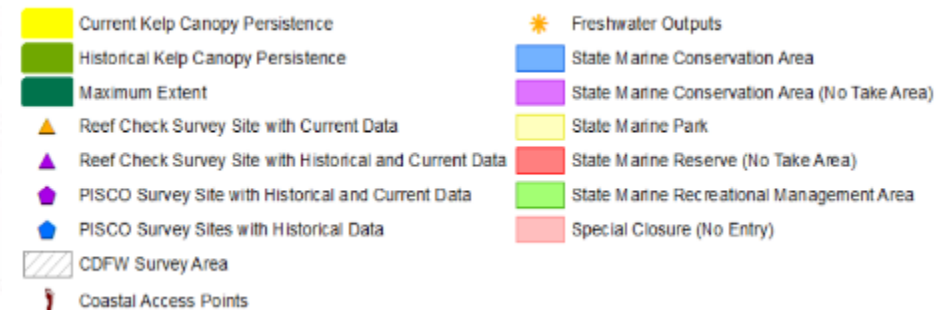 Current Kelp Canopy Persistence
Historical Kelp Canopy Persistence
Maximum Extent
Reef Check Survey Site with Current Data
Reef Check Survey Site with Historical and Current Data
PISCO Survey Site with Historical and Current Data
PISCO Survey Sites with Historical Data
CDFW Survey Area
Coastal Access Points
Freshwater Outputs
State Marine Conservation Area
State Marine Conservation Area (No Take Area)
State Marine Park
State Marine Reserve (No Take Area)
State Marine Recreational Management Area
Special Closure (No Entry)